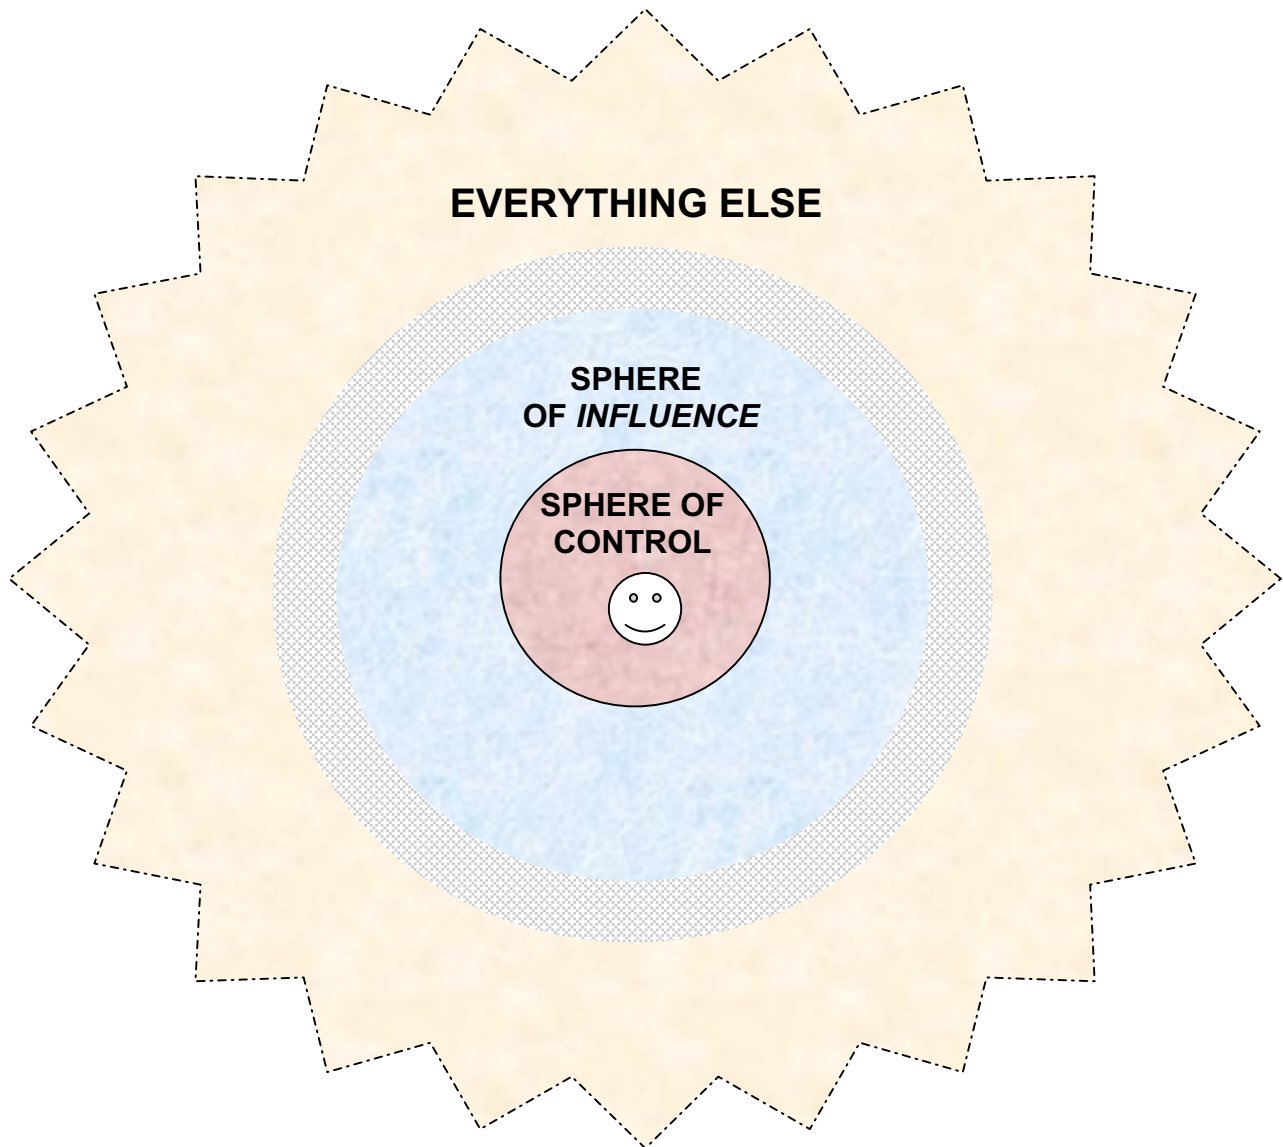 EVERYTHING ELSE
SPHERE
OF INFLUENCE
SPHERE OF
CONTROL